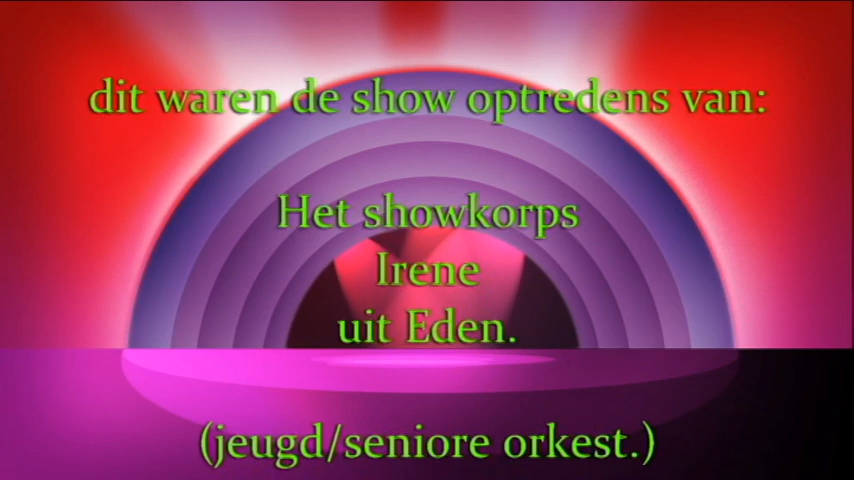 dit waren de show optredens van:
Het showkorps
Irene
uit Eden.
(jeugd/seniore orkest.)